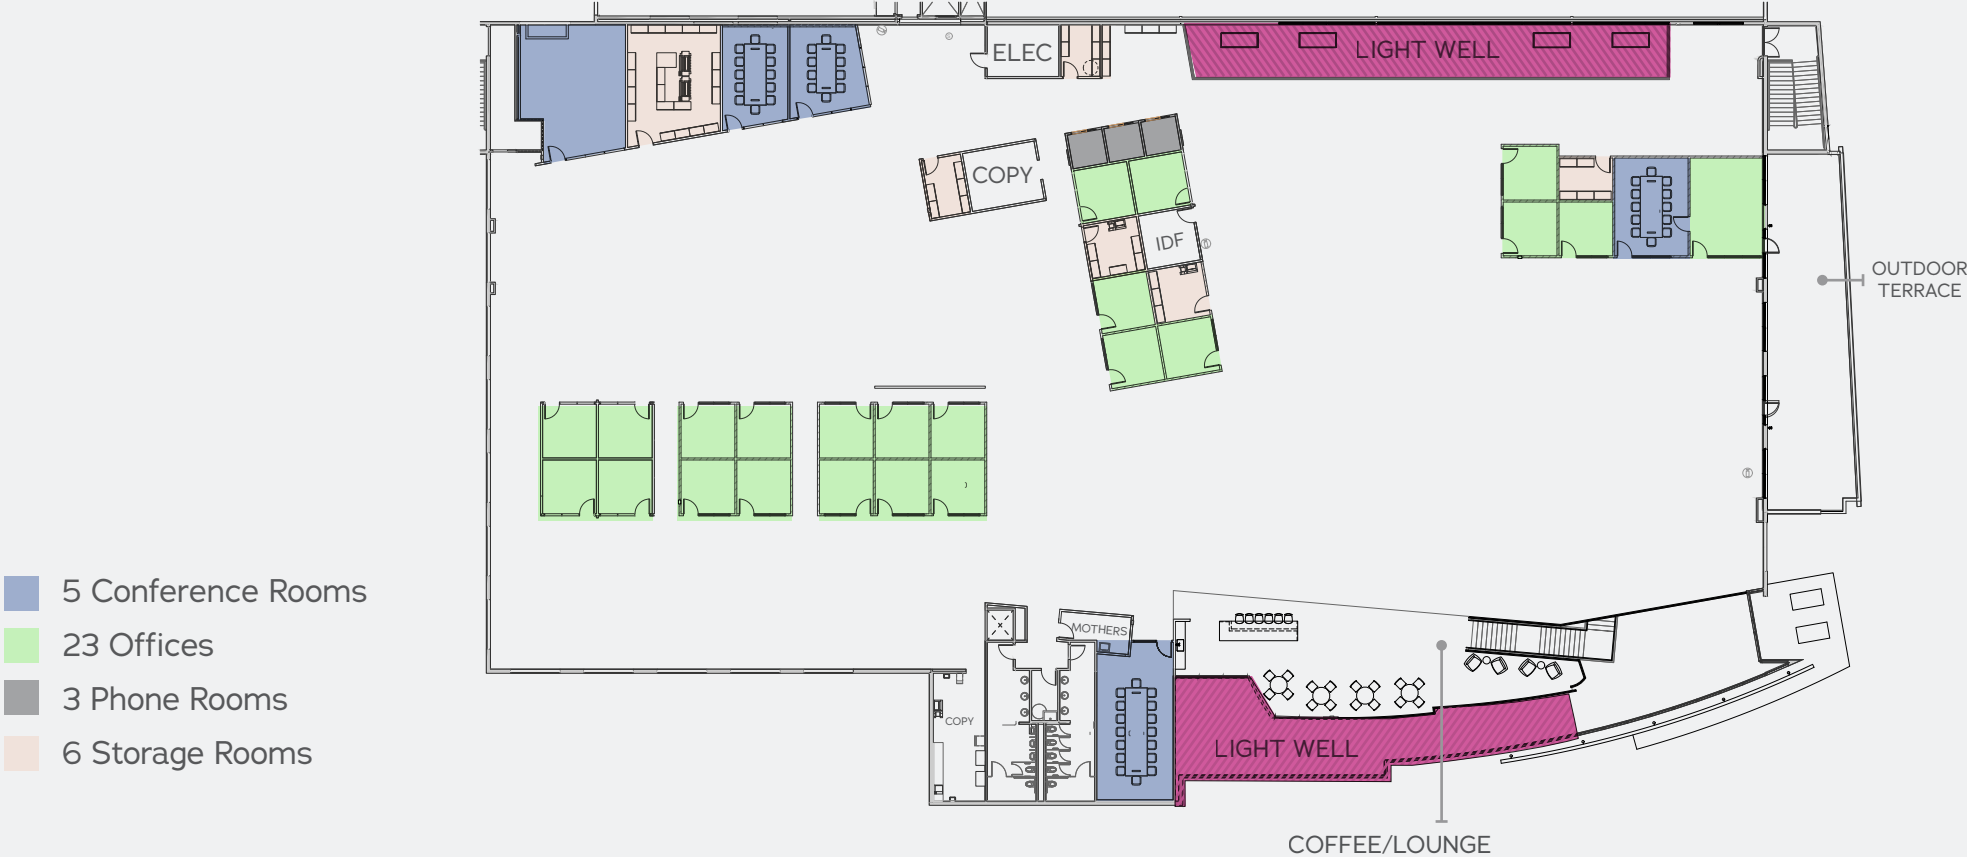 ELEC
LIGHT WELL
COPY
IDF
OUTDOOR
TERRACE
5 Conference Rooms
23 Offices
3 Phone Rooms
6 Storage Rooms
MOTHERS
COPY
LIGHT WELL
COFFEE/LOUNGE